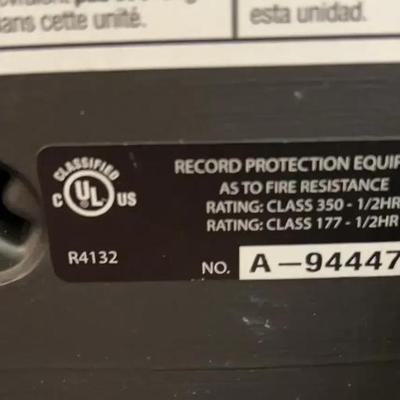 dans cette unité.
esta unidad.
CLASSIFIED
C UL US
RECORD PROTECTION EQUIP
AS TO FIRE RESISTANCE
RATING: CLASS 350 - 1/2HR
RATING: CLASS 177 - 1/2HR
R4132
NO. A-94447